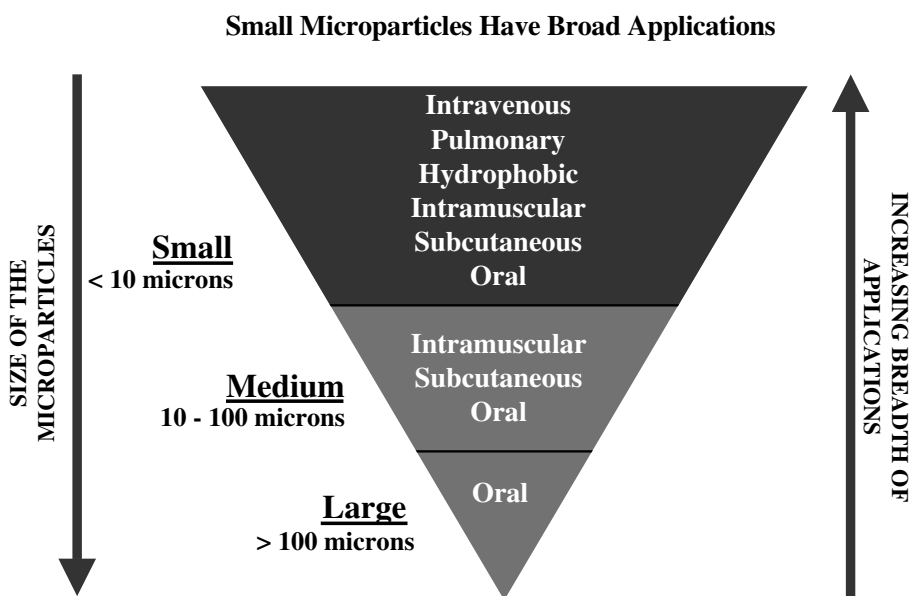 Small Microparticles Have Broad Applications
SIZE OF THE
MICROPARTICLES
Small
< 10 microns
Intravenous
Pulmonary
Hydrophobic
Intramuscular
Subcutaneous
Oral
Medium
10 - 100 microns
Intramuscular
Subcutaneous
Oral
Large
> 100 microns
Oral
INCREASING BREADTH OF
APPLICATIONS